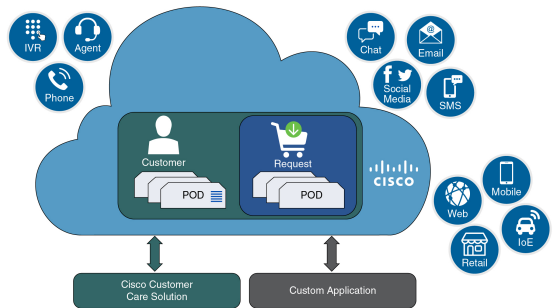 IVR
Agent
Phone
Chat
@
Email
Social
Media
SMS
Customer
POD
Request
POD
CISCO
Mobile
Web
IoE
Retail
Cisco Customer
Care Solution
Custom Application